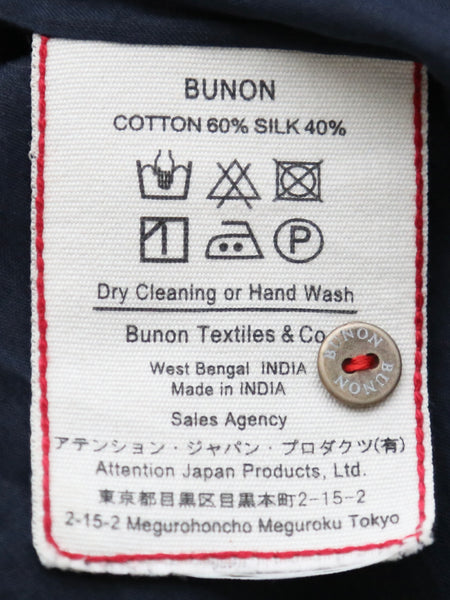 BUNON
COTTON 60% SILK 40%
P
Dry Cleaning or Hand Wash
Bunon Textiles & Co
West Bengal INDIA
Made in INDIA
BUNON BUNON
Sales Agency
アテンション・ジャパン・プロダクツ(有)
Attention Japan Products, Ltd.
東京都目黒区目黒本町2-15-2
2-15-2 Megurohoncho Meguroku Tokyo